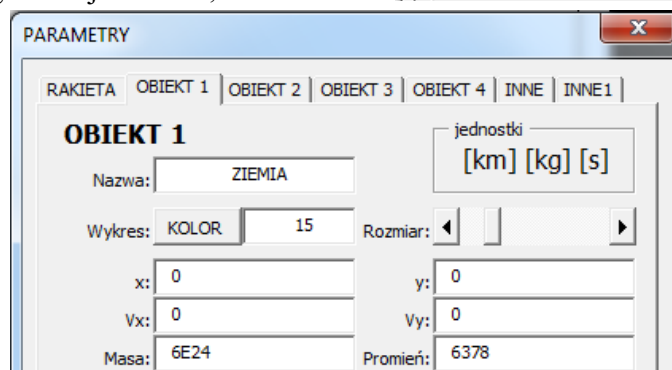 PARAMETRY x
RAKIETA OBIEKT 1 OBIEKT 2 OBIEKT 3 OBIEKT 4 INNE INNE1
OBIEKT 1
jednostki
[km] [kg] [s]
Nazwa: ZIEMIA
Wykres: KOLOR 15 Rozmiar:
x: 0 y: 0
Vx: 0 Vy: 0
Masa: 6E24 Promień: 6378